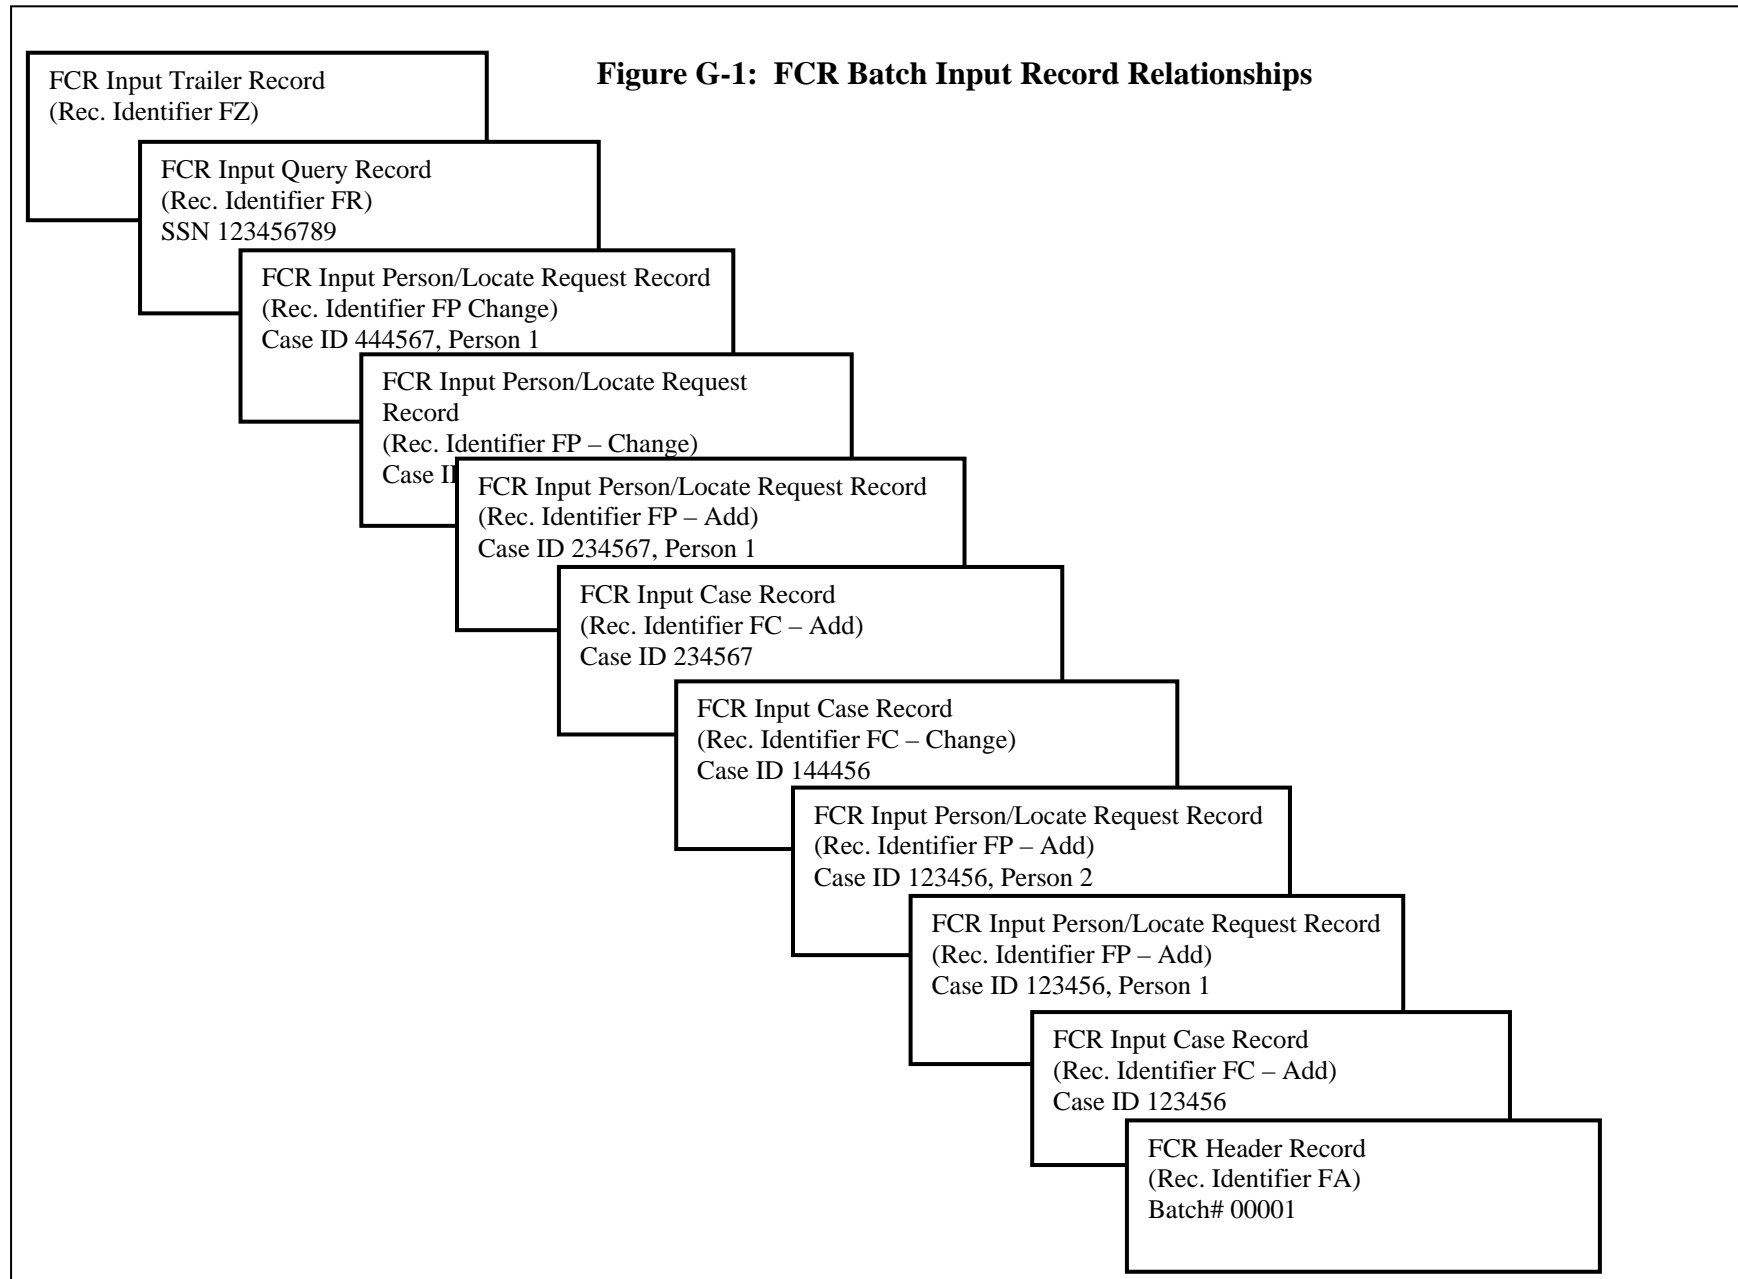 Figure G-1: FCR Batch Input Record Relationships
FCR Input Trailer Record
(Rec. Identifier FZ)
FCR Input Query Record
(Rec. Identifier FR)
SSN 123456789
FCR Input Person/Locate Request Record
(Rec. Identifier FP Change)
Case ID 444567, Person 1
FCR Input Person/Locate Request
Record
(Rec. Identifier FP – Change)
Case
FCR Input Person/Locate Request Record
(Rec. Identifier FP – Add)
Case ID 234567, Person 1
FCR Input Case Record
(Rec. Identifier FC – Add)
Case ID 234567
FCR Input Case Record
(Rec. Identifier FC – Change)
Case ID 144456
FCR Input Person/Locate Request Record
(Rec. Identifier FP – Add)
Case ID 123456, Person 2
FCR Input Person/Locate Request Record
(Rec. Identifier FP – Add)
Case ID 123456, Person 1
FCR Input Case Record
(Rec. Identifier FC – Add)
Case ID 123456
FCR Header Record
(Rec. Identifier FA)
Batch# 00001